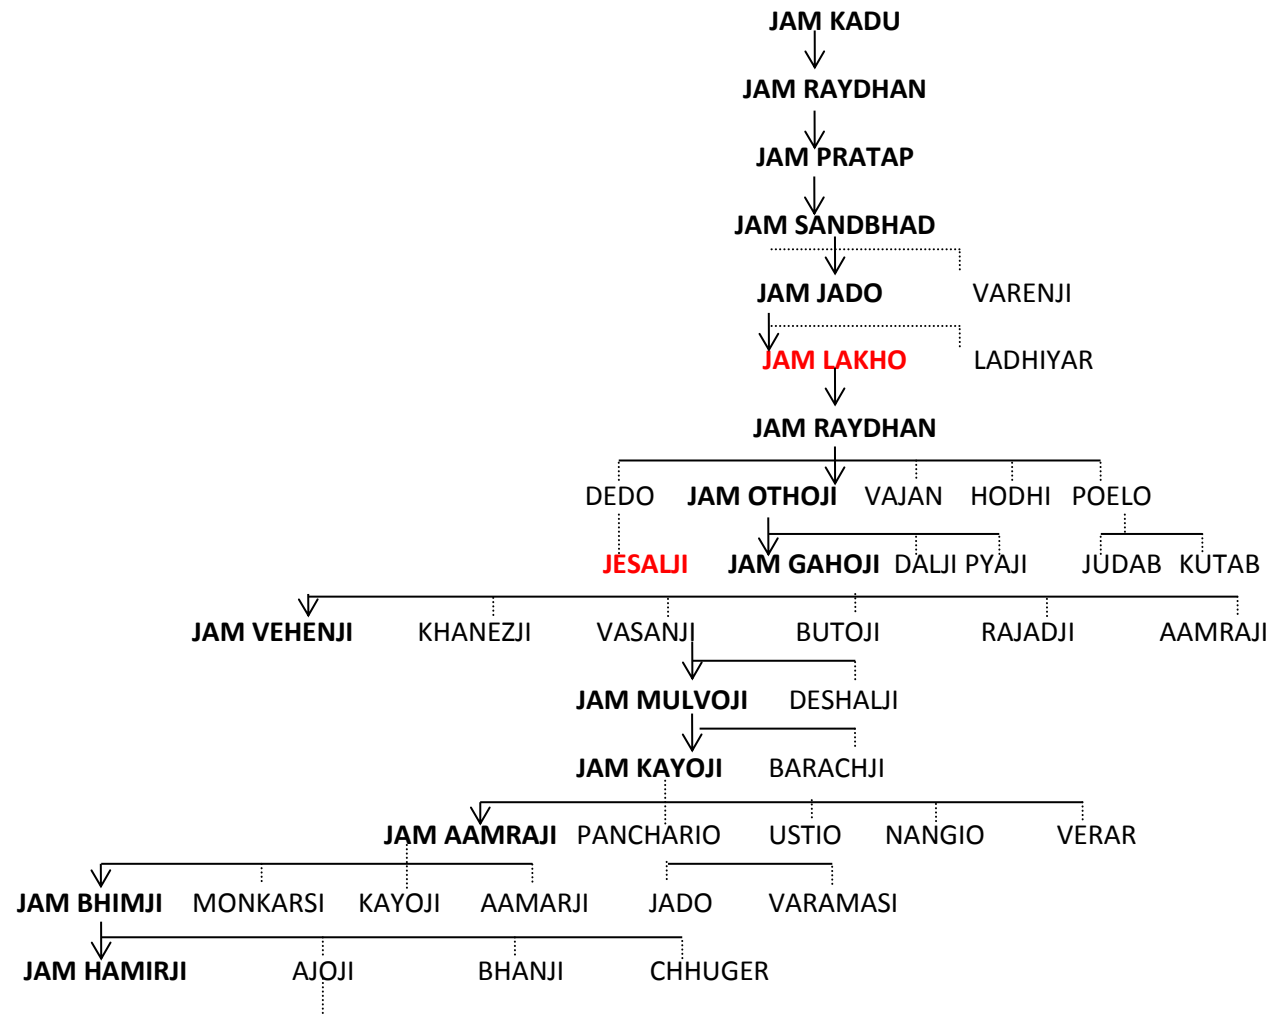 JAM KADU
JAM RAYDHAN
JAM PRATAP
JAM SANDBHAD
JAM JADO VARENJI
JAM LAKHO LADHIYAR
JAM RAYDHAN
DEDO JAM OTHOJI VAJAN HODHI POELO
JESALJI JAM GAHOJI DALJI PYAJI JUDAB KUTAB
JAM VEHENJI KHANEZJI VASANJI BUTOJI RAJADJI AAMRAJI
JAM MULVOJI DESHALJI
JAM KAYOJI BARACHJI
JAM AAMRAJI PANCHARIO USTIO NANGIO VERAR
JAM BHIMJI MONKARSI KAYOJI AAMARJI JADO VARAMASI
JAM HAMIRJI AJOJI BHANJI CHHUGER